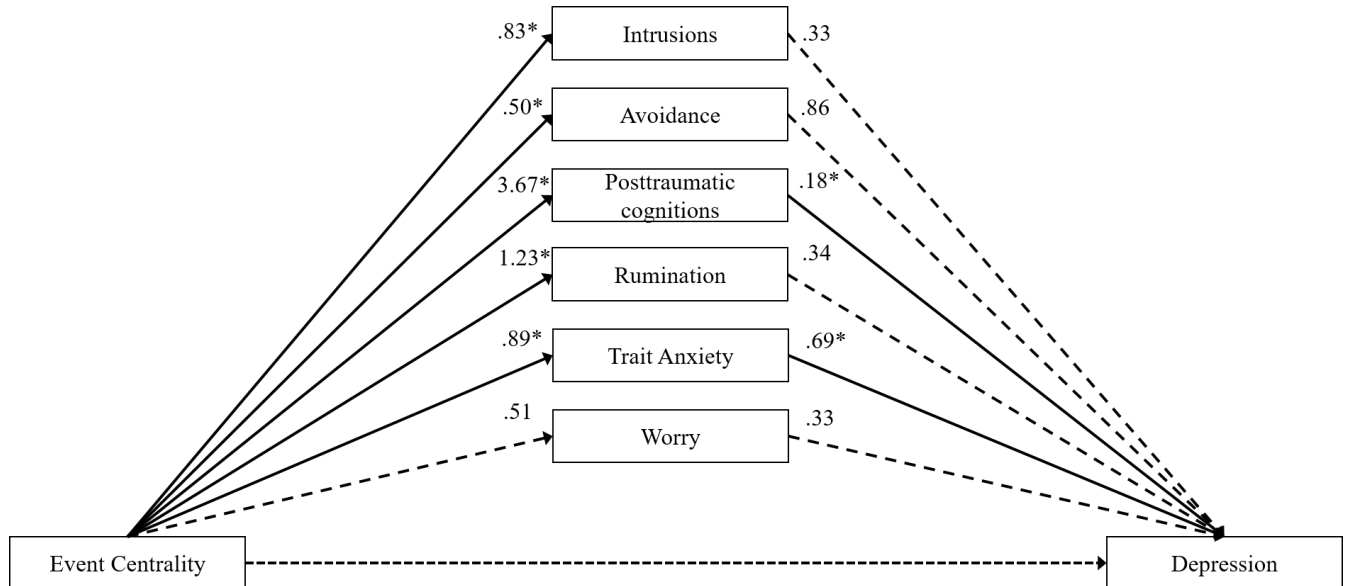 .83*
Intrusions
.33
.50*
Avoidance
.86
3.67*
Posttraumatic
cognitions
.18*
1.23*
Rumination
.34
.89*
Trait Anxiety
.69*
.51
Worry
.33
Event Centrality
Depression